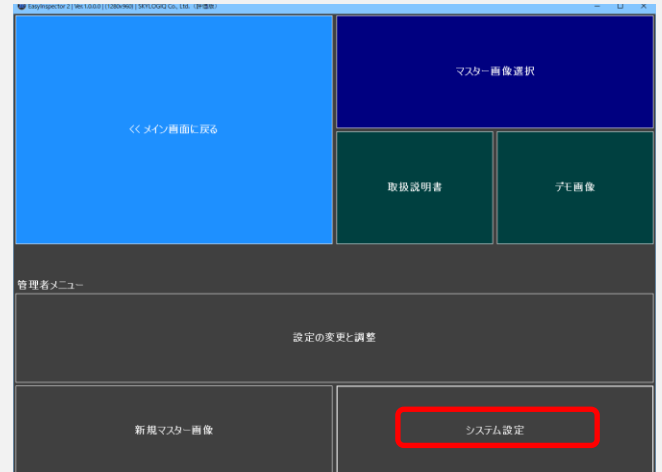 EasyInspector 2 | Ver.1.0.0.0 | (1280x960) | SKYLOGIQ Co., Ltd. (評価版)
マスター画像選択
<< メイン画面に戻る
取扱説明書
デモ画像
管理者メニュー
設定の変更と調整
新規マスター画像
システム設定